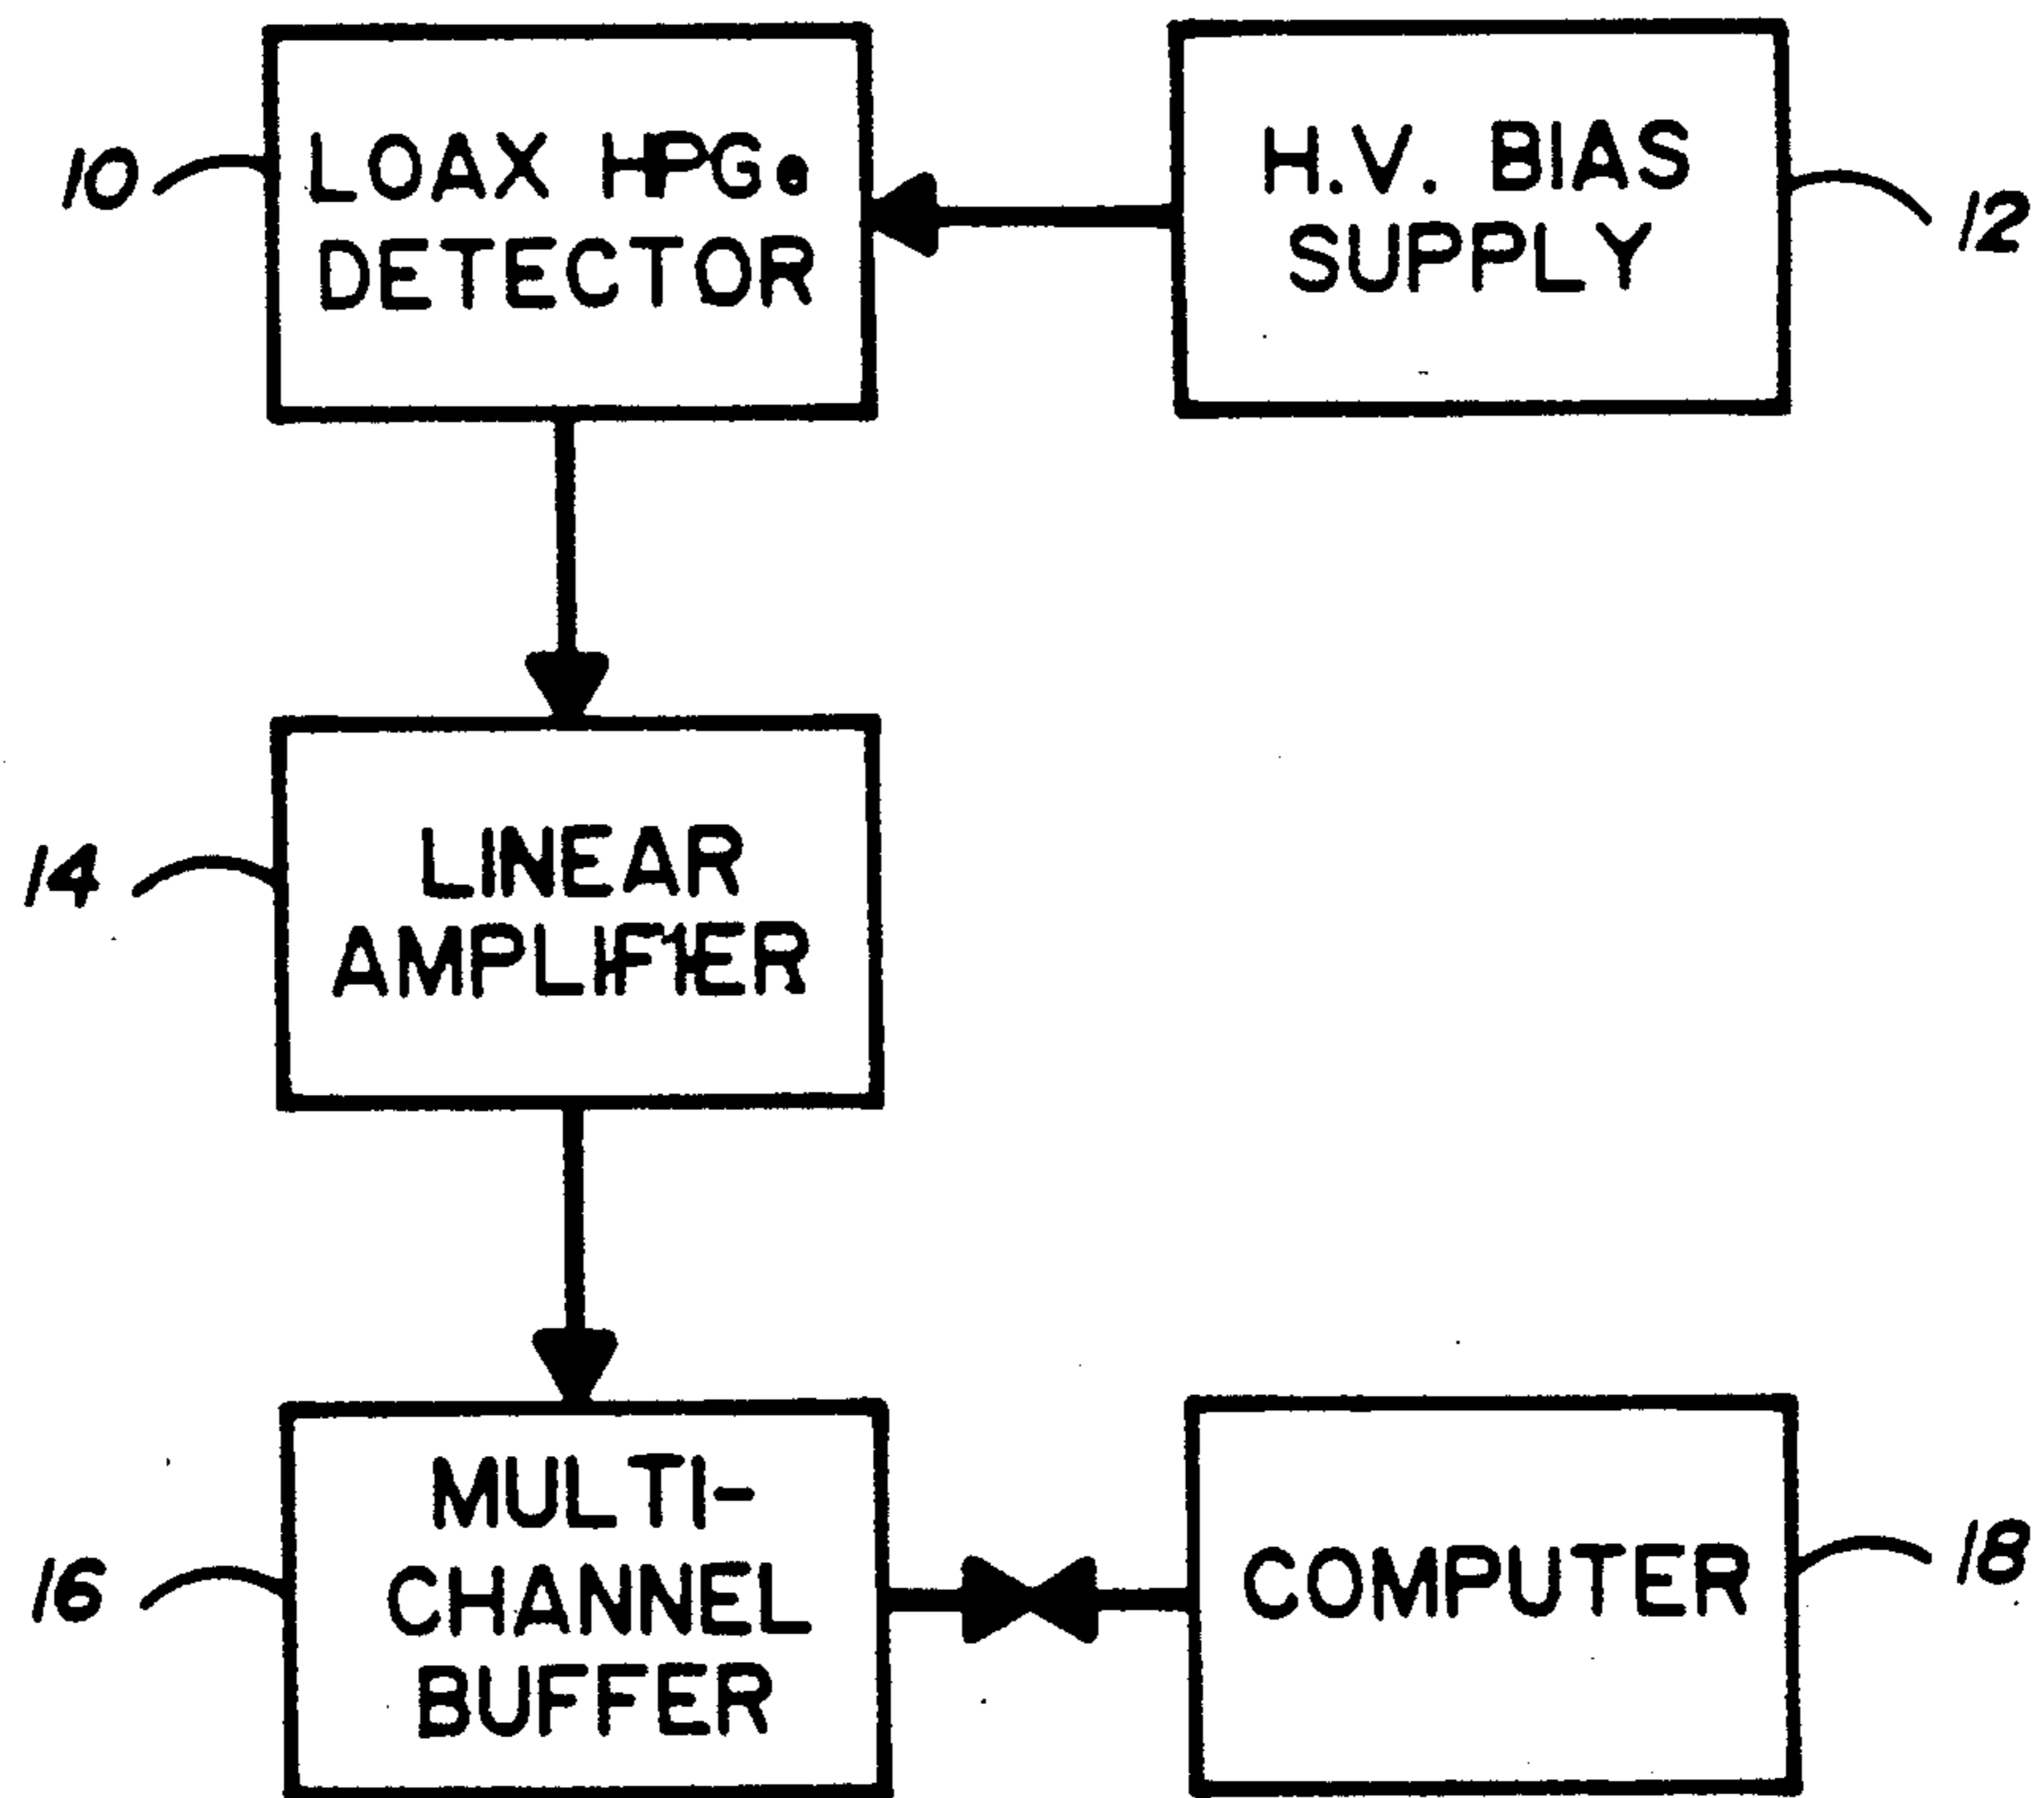 10
LOAX HPGe
DETECTOR
H.V. BIAS
SUPPLY
12
14
LINEAR
AMPLIFIER
16
MULTI-
CHANNEL
BUFFER
COMPUTER
18